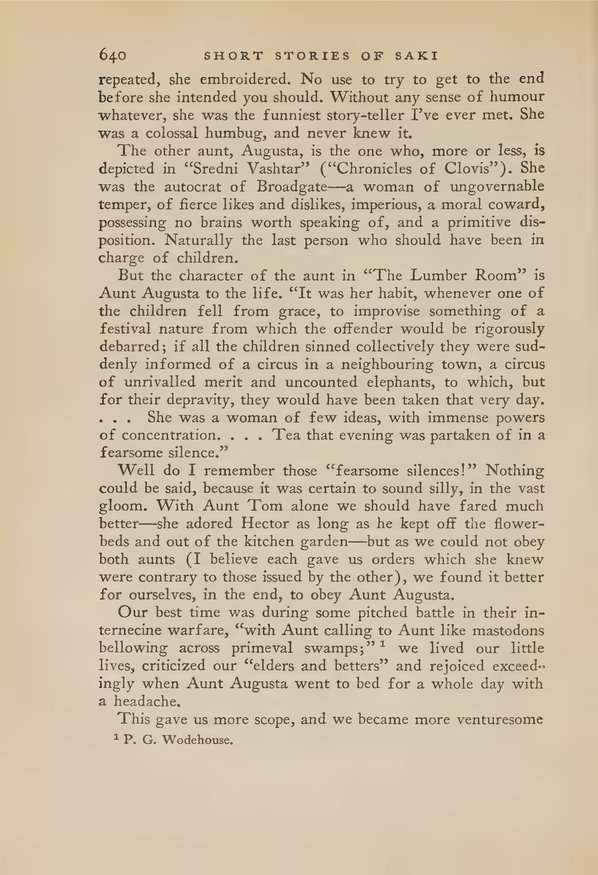 640 SHORT STORIES OF SAKI
repeated, she embroidered. No use to try to get to the end
before she intended you should. Without any sense of humour
whatever, she was the funniest story-teller I've ever met. She
was a colossal humbug, and never knew it.
The other aunt, Augusta, is the one who, more or less, is
depicted in “Sredni Vashtar” (“Chronicles of Clovis”). She
was the autocrat of Broadgate—a woman of ungovernable
temper, of fierce likes and dislikes, imperious, a moral coward,
possessing no brains worth speaking of, and a primitive dis-
position. Naturally the last person who should have been in
charge of children.
But the character of the aunt in “The Lumber Room” is
Aunt Augusta to the life. “It was her habit, whenever one of
the children fell from grace, to improvise something of a
festival nature from which the offender would be rigorously
debarred; if all the children sinned collectively they were sud-
denly informed of a circus in a neighbouring town, a circus
of unrivalled merit and uncounted elephants, to which, but
for their depravity, they would have been taken that very day.
. . . She was a woman of few ideas, with immense powers
of concentration. . . . Tea that evening was partaken of in a
fearsome silence.”
Well do I remember those “fearsome silences!” Nothing
could be said, because it was certain to sound silly, in the vast
gloom. With Aunt Tom alone we should have fared much
better—she adored Hector as long as he kept off the flower-
beds and out of the kitchen garden—but as we could not obey
both aunts (I believe each gave us orders which she knew
were contrary to those issued by the other), we found it better
for ourselves, in the end, to obey Aunt Augusta.
Our best time was during some pitched battle in their in-
ternecine warfare, “with Aunt calling to Aunt like mastodons
bellowing across primeval swamps;” ¹ we lived our little
lives, criticized our “elders and betters” and rejoiced exceed-
ingly when Aunt Augusta went to bed for a whole day with
a headache.
This gave us more scope, and we became more venturesome
¹ P. G. Wodehouse.